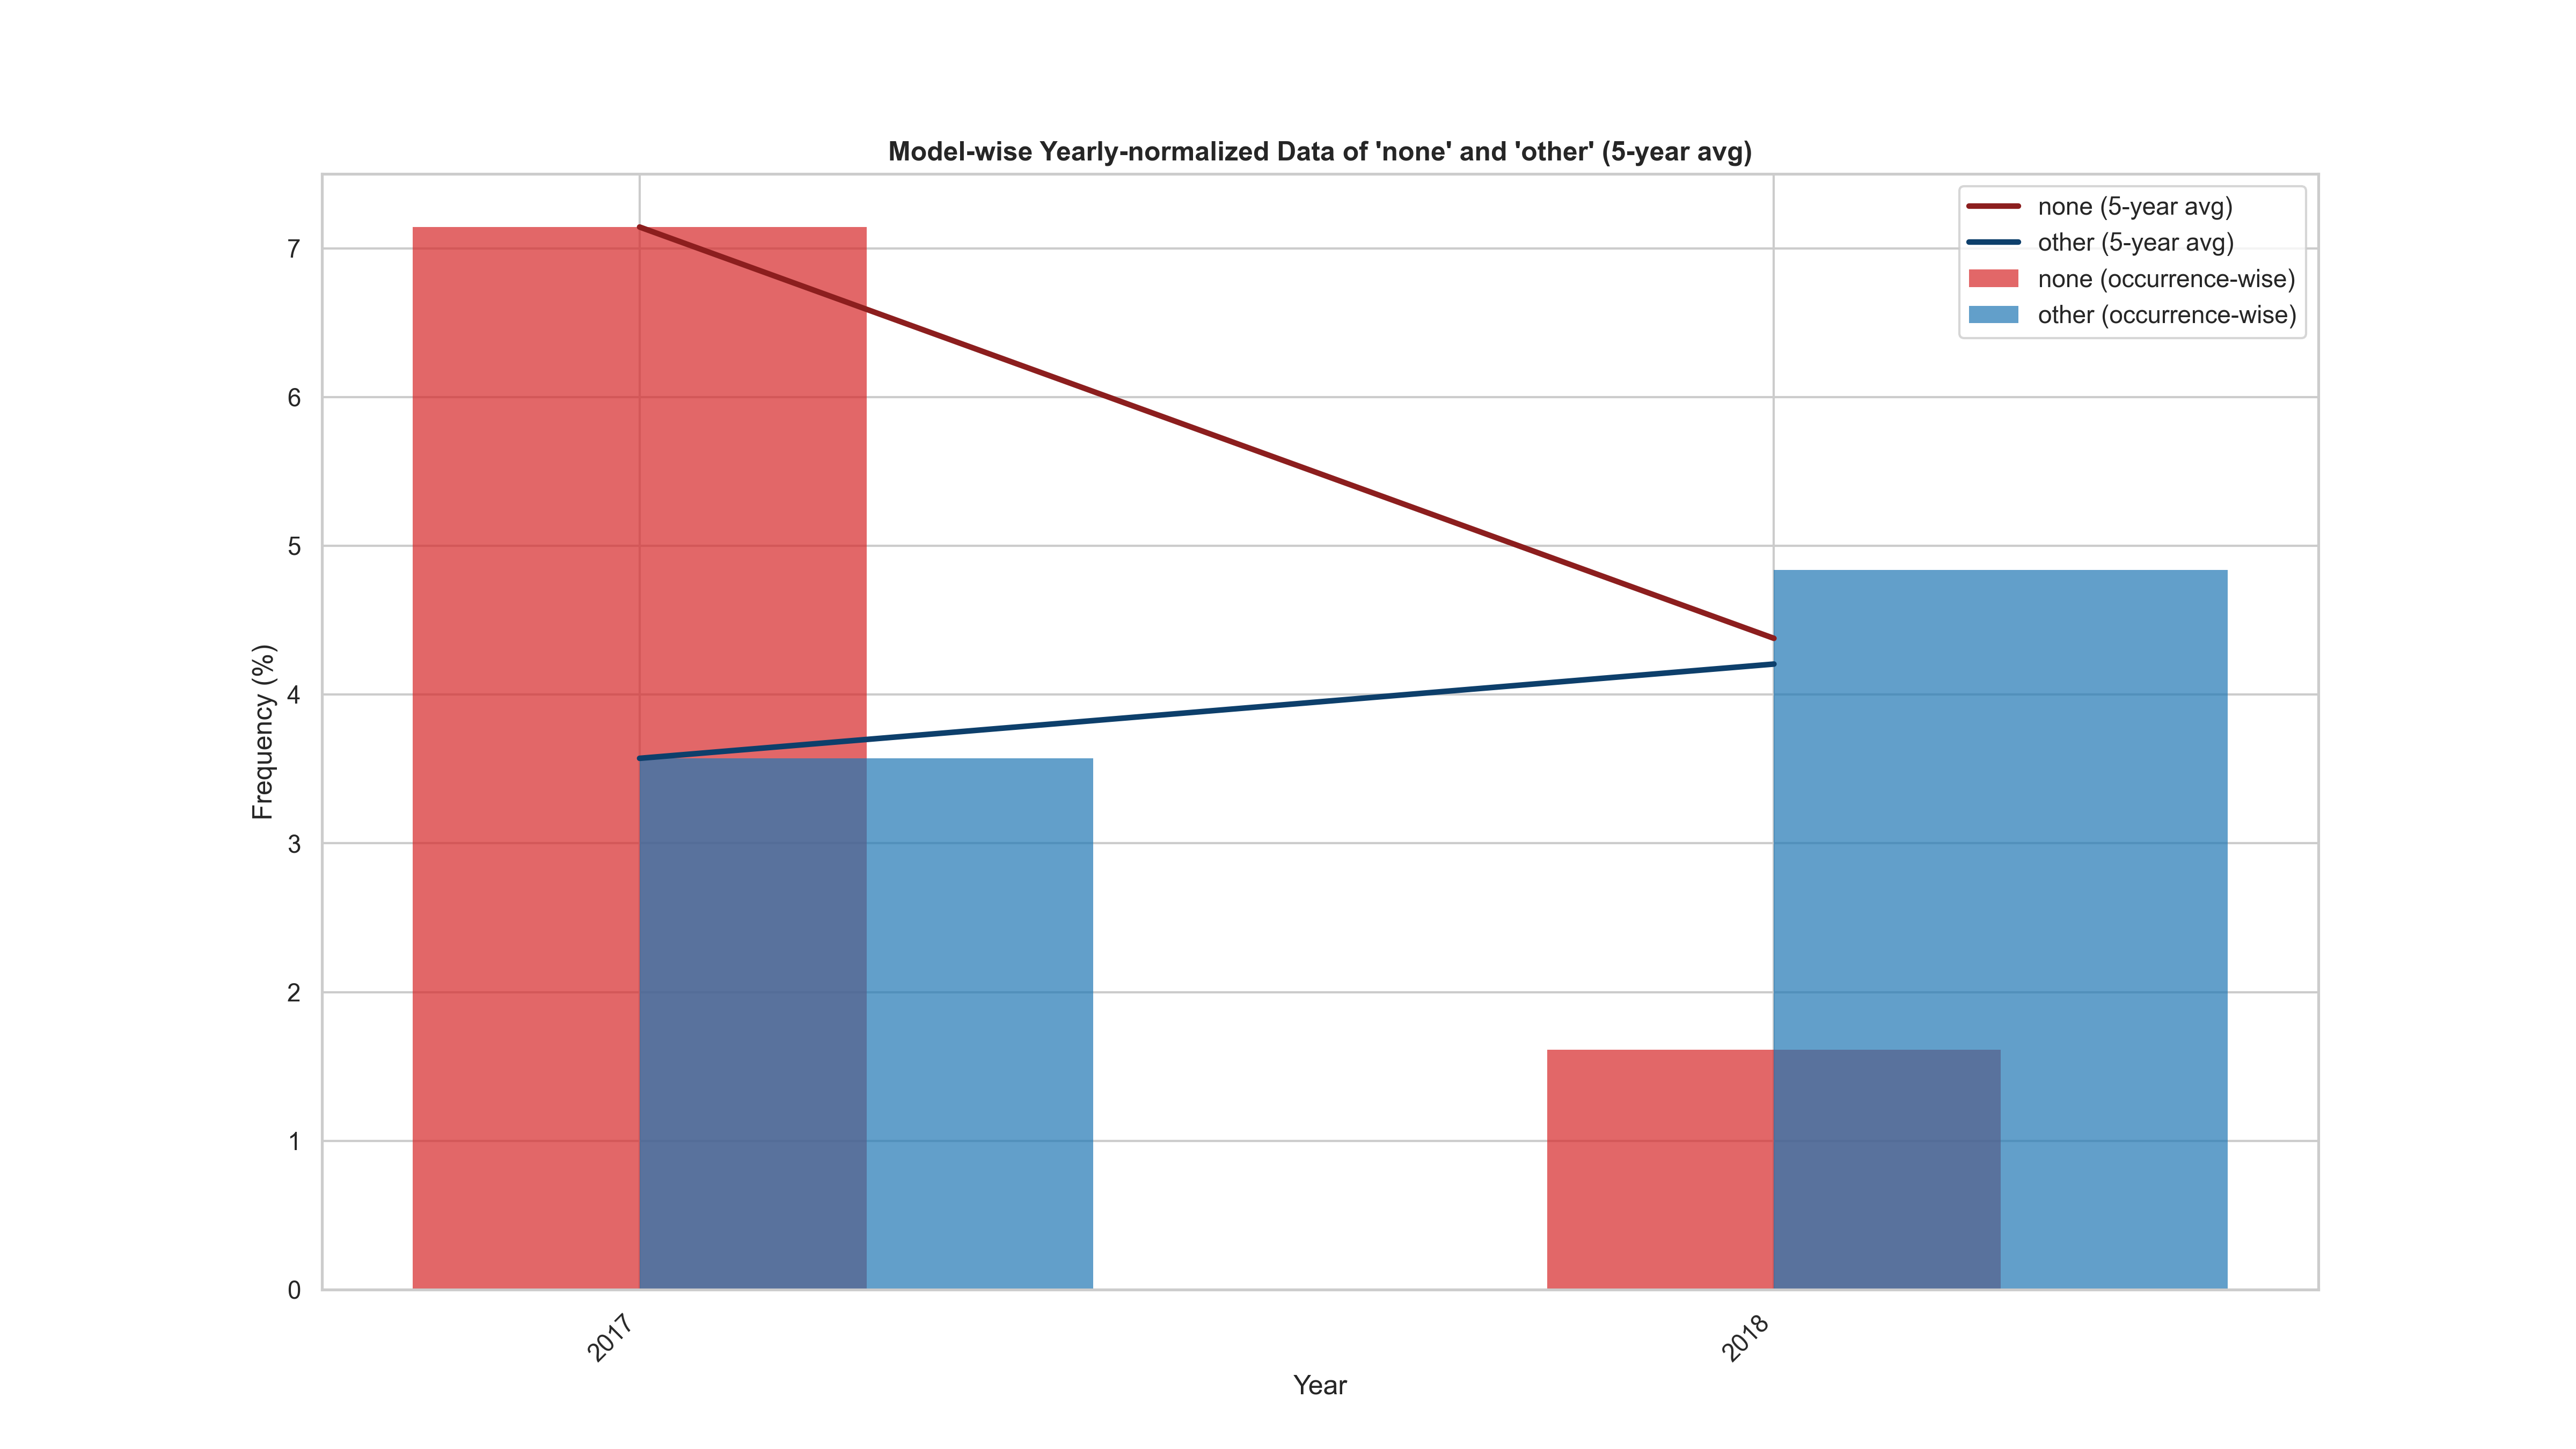 Model-wise Yearly-normalized Data of 'none' and 'other' (5-year avg)
none (5-year avg)
other (5-year avg)
none (occurrence-wise)
other (occurrence-wise)
Frequency (%)
7
6
5
4
3
2
1
0
2017
2018
Year